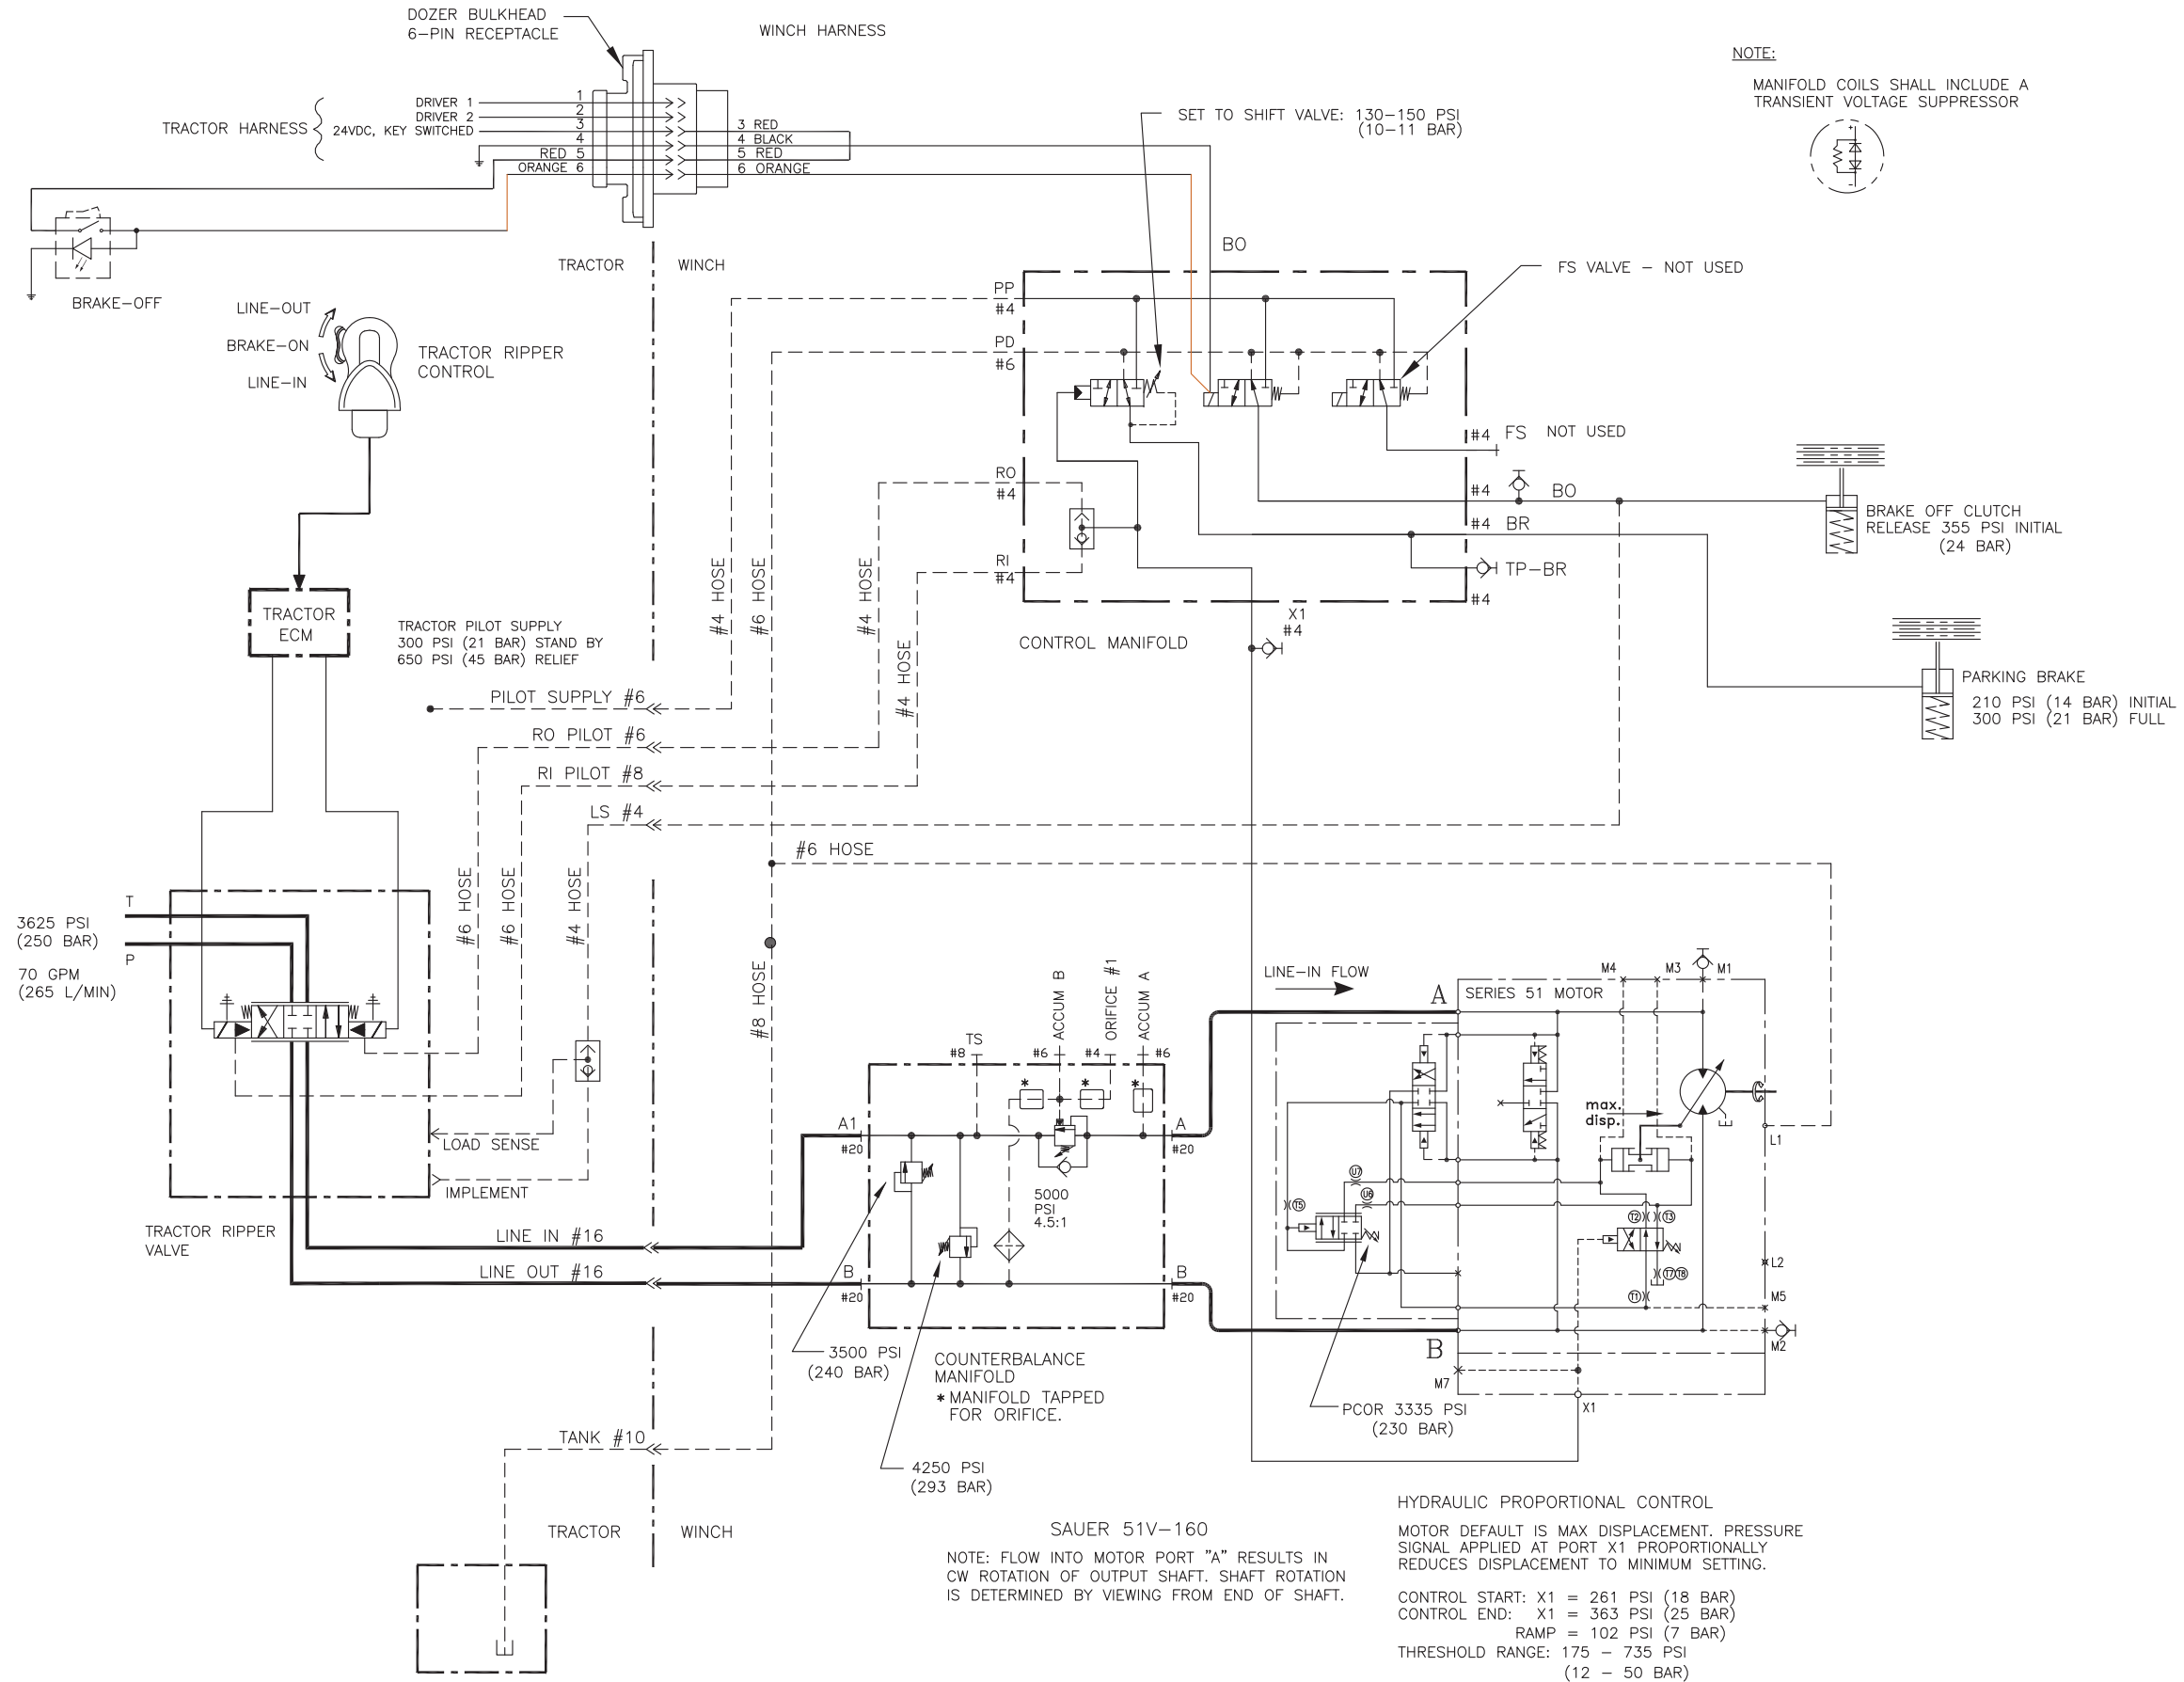 DOZER BULKHEAD
6-PIN RECEPTACLE
WINCH HARNESS
NOTE:
MANIFOLD COILS SHALL INCLUDE A
TRANSIENT VOLTAGE SUPPRESSOR
+
-
TRACTOR HARNESS
DRIVER 1
DRIVER 2
24VDC, KEY SWITCHED
RED
ORANGE
1
2
3
4
5
6
3 RED
4 BLACK
5 RED
6 ORANGE
SET TO SHIFT VALVE: 130-150 PSI
(10-11 BAR)
BRAKE-OFF
TRACTOR
WINCH
BO
FS VALVE - NOT USED
LINE-OUT
BRAKE-ON
LINE-IN
TRACTOR RIPPER
CONTROL
PP
#4
PD
#6
RO
#4
RI
#4
#4 FS NOT USED
#4 BO
#4 BR
TP-BR
#4
X1
#4
CONTROL MANIFOLD
BRAKE OFF CLUTCH
RELEASE 355 PSI INITIAL
(24 BAR)
PARKING BRAKE
210 PSI (14 BAR) INITIAL
300 PSI (21 BAR) FULL
TRACTOR
ECM
TRACTOR PILOT SUPPLY
300 PSI (21 BAR) STAND BY
650 PSI (45 BAR) RELIEF
#4 HOSE
#6 HOSE
#4 HOSE
#4 HOSE
PILOT SUPPLY #6
RO PILOT #6
RI PILOT #8
LS #4
#6 HOSE
#6 HOSE
#6 HOSE
#4 HOSE
#8 HOSE
T
3625 PSI
(250 BAR)
P
70 GPM
(265 L/MIN)
LOAD SENSE
IMPLEMENT
TRACTOR RIPPER
VALVE
LINE IN #16
LINE OUT #16
TS
#8
ACCUM B
#6
ORIFICE #1
#4
ACCUM A
#6
*
*
*
A1
#20
A
#20
B
#20
B
#20
5000
PSI
4.5:1
3500 PSI
(240 BAR)
COUNTERBALANCE
MANIFOLD
* MANIFOLD TAPPED
FOR ORIFICE.
4250 PSI
(293 BAR)
LINE-IN FLOW
A
SERIES 51 MOTOR
M4
M3
M1
max.
disp.
L1
U7
U6
T5
T2
T3
T7
T8
T1
L2
M5
M2
B
M7
X1
PCOR 3335 PSI
(230 BAR)
TANK #10
TRACTOR
WINCH
SAUER 51V-160
NOTE: FLOW INTO MOTOR PORT "A" RESULTS IN
CW ROTATION OF OUTPUT SHAFT. SHAFT ROTATION
IS DETERMINED BY VIEWING FROM END OF SHAFT.
HYDRAULIC PROPORTIONAL CONTROL
MOTOR DEFAULT IS MAX DISPLACEMENT. PRESSURE
SIGNAL APPLIED AT PORT X1 PROPORTIONALLY
REDUCES DISPLACEMENT TO MINIMUM SETTING.
CONTROL START: X1 = 261 PSI (18 BAR)
CONTROL END: X1 = 363 PSI (25 BAR)
RAMP = 102 PSI (7 BAR)
THRESHOLD RANGE: 175 - 735 PSI
(12 - 50 BAR)